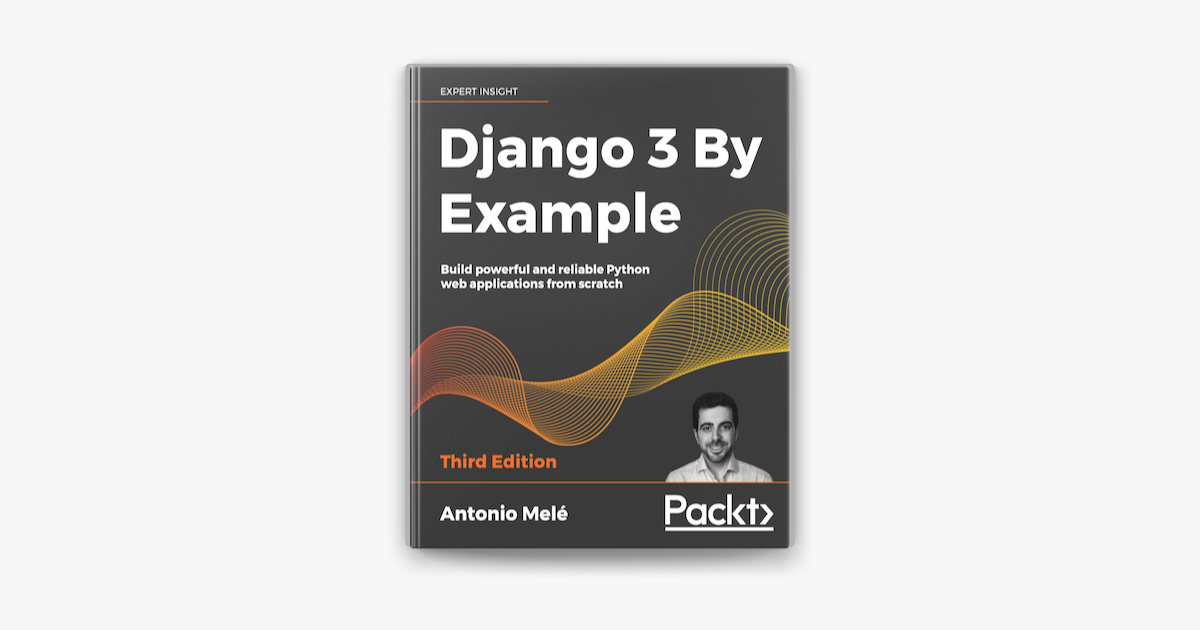 EXPERT INSIGHT
Django 3 By
Example
Build powerful and reliable Python
web applications from scratch
Third Edition
Antonio Melé
Packt>